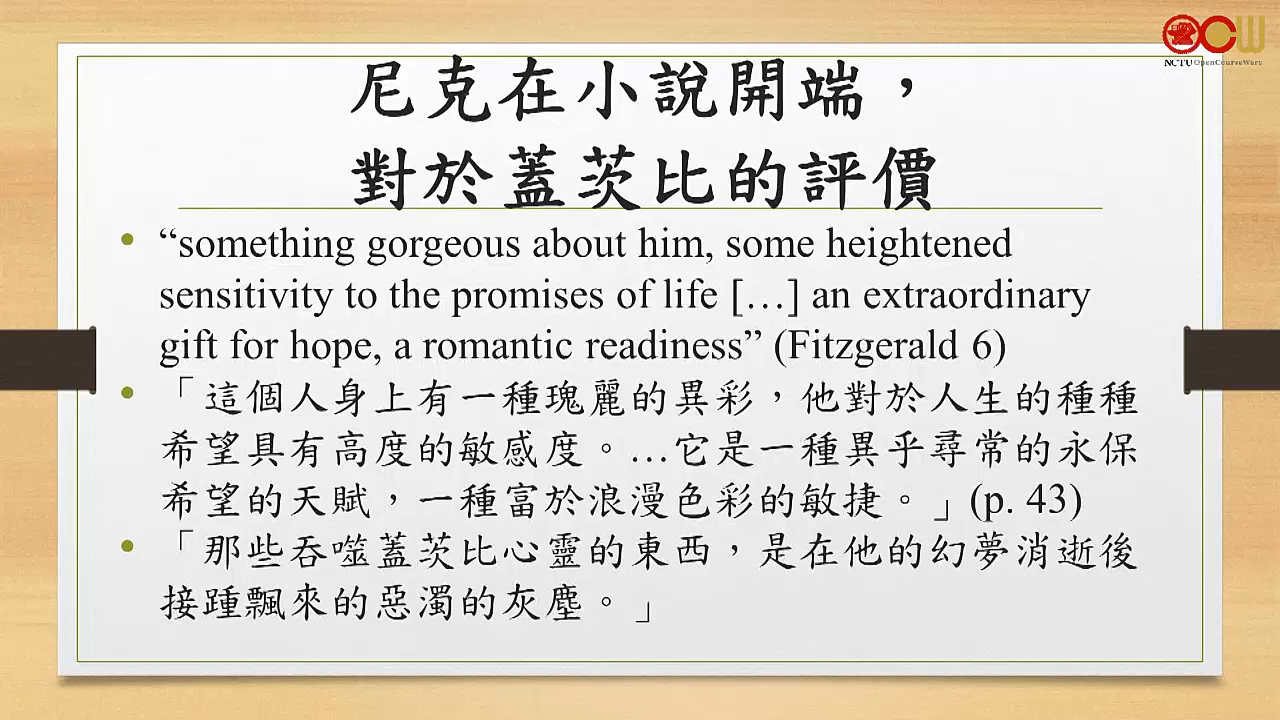 OCW
NCTU OpenCourseWare
尼克在小說開端，
對於蓋茨比的評價
• “something gorgeous about him, some heightened
sensitivity to the promises of life […] an extraordinary
gift for hope, a romantic readiness” (Fitzgerald 6)
• 「這個人身上有一種瑰麗的異彩，他對於人生的種種
希望具有高度的敏感度。…它是一種異乎尋常的永保
希望的天賦，一種富於浪漫色彩的敏捷。」(p. 43)
• 「那些吞噬蓋茨比心靈的東西，是在他的幻夢消逝後
接踵飄來的惡濁的灰塵。」